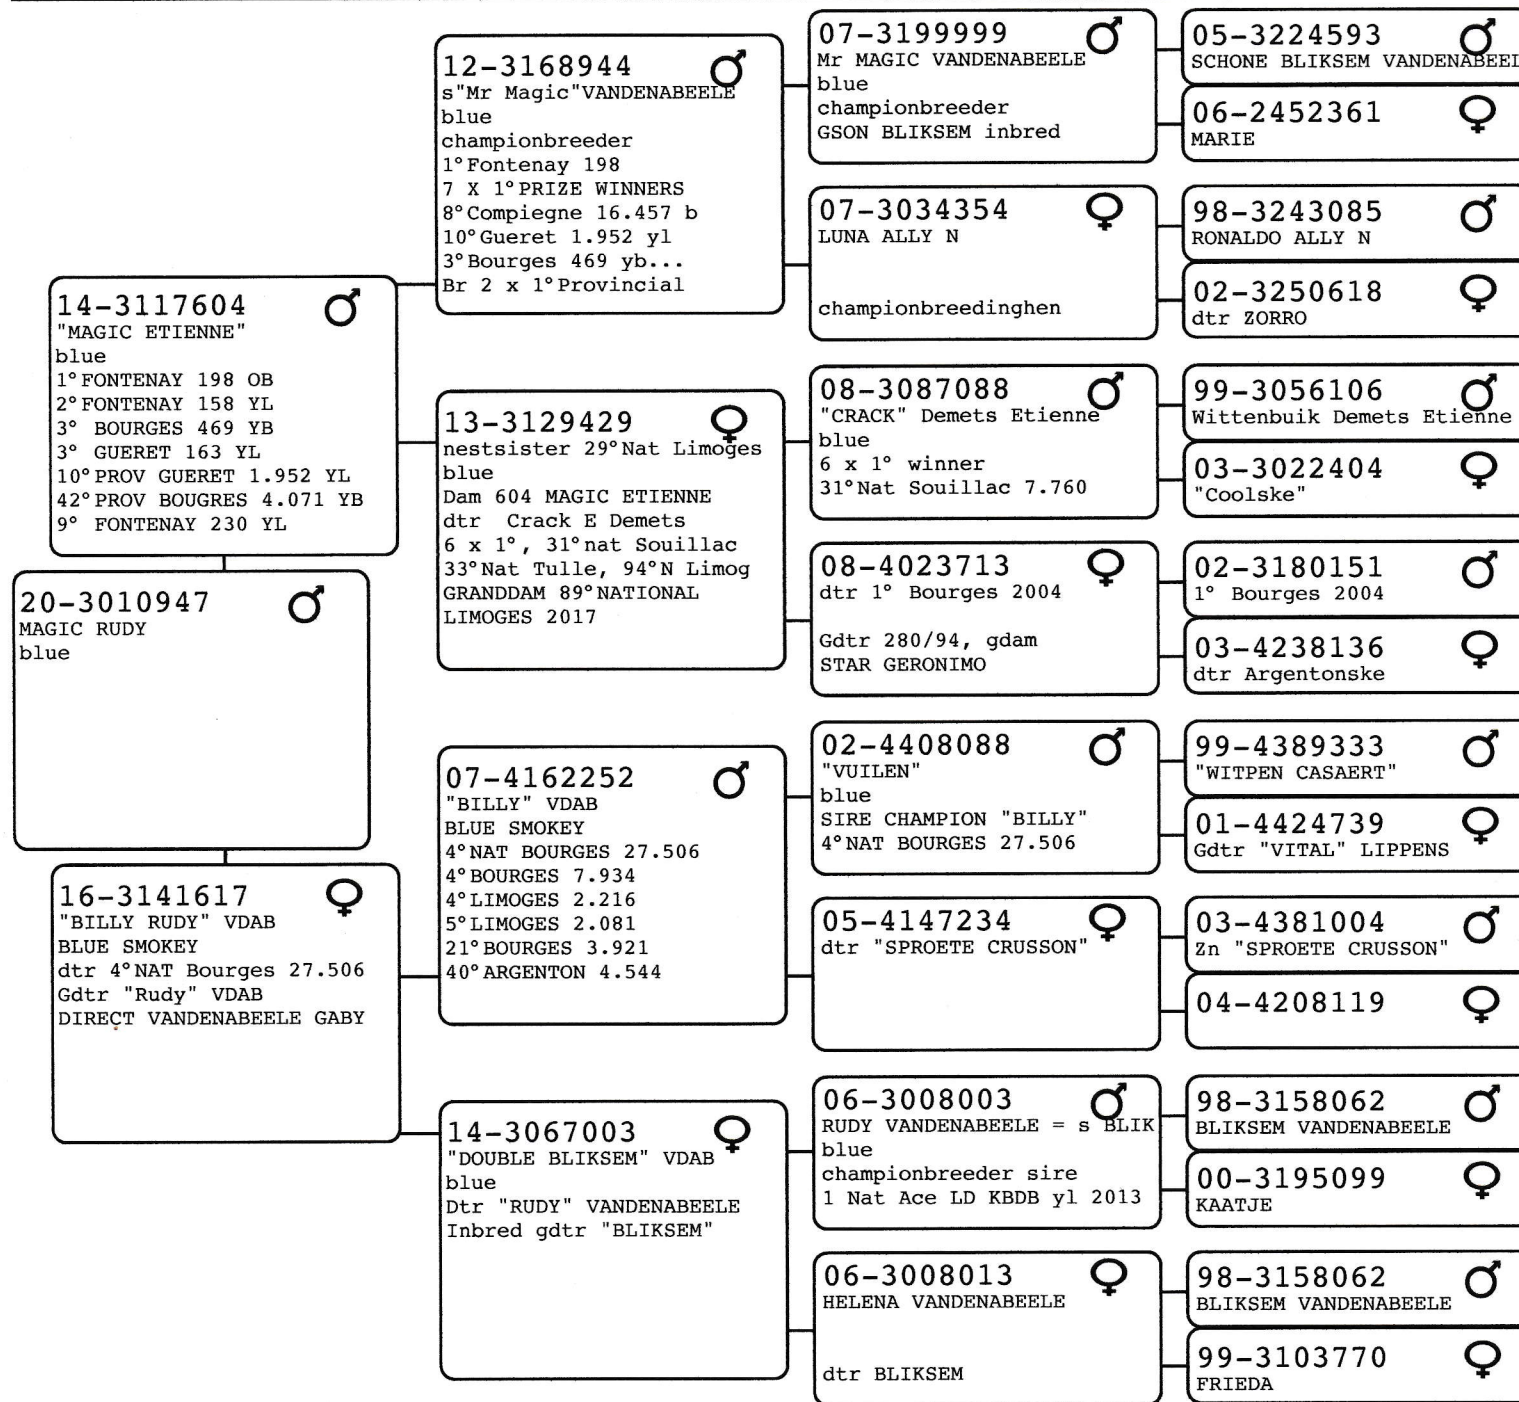 20-3010947
MAGIC RUDY
blue
14-3117604
"MAGIC ETIENNE"
blue
1° FONTENAY 198 OB
2° FONTENAY 158 YL
3° BOURGES 469 YB
3° GUERET 163 YL
10° PROV GUERET 1.952 YL
42° PROV BOUGRES 4.071 YB
9° FONTENAY 230 YL
16-3141617
"BILLY RUDY" VDAB
BLUE SMOKEY
dtr 4°NAT Bourges 27.506
Gdtr "Rudy" VDAB
DIRECT VANDENABEELE GABY
12-3168944
s"Mr Magic"VANDENABEELE
blue
championbreeder
1°Fontenay 198
7 X 1°PRIZE WINNERS
8°Compiegne 16.457 b
10°Gueret 1.952 yl
3°Bourges 469 yb...
Br 2 x 1°Provincial
13-3129429
nestsister 29°Nat Limoges
blue
Dam 604 MAGIC ETIENNE
dtr Crack E Demets
6 x 1°, 31°nat Souillac
33°Nat Tulle, 94°N Limog
GRANDDAM 89°NATIONAL
LIMOGES 2017
07-4162252
"BILLY" VDAB
BLUE SMOKEY
4°NAT BOURGES 27.506
4°BOURGES 7.934
4°LIMOGES 2.216
5°LIMOGES 2.081
21°BOURGES 3.921
40°ARGENTON 4.544
14-3067003
"DOUBLE BLIKSEM" VDAB
blue
Dtr "RUDY" VANDENABEELE
Inbred gdtr "BLIKSEM"
07-3199999
Mr MAGIC VANDENABEELE
blue
championbreeder
GSON BLIKSEM inbred
07-3034354
LUNA ALLY N
championbreedinghen
08-3087088
"CRACK" Demets Etienne
blue
6 x 1° winner
31°Nat Souillac 7.760
08-4023713
dtr 1° Bourges 2004
Gdtr 280/94, gdam
STAR GERONIMO
02-4408088
"VUILEN"
blue
SIRE CHAMPION "BILLY"
4°NAT BOURGES 27.506
05-4147234
dtr "SPROETE CRUSSON"
06-3008003
RUDY VANDENABEELE = s BLIK
blue
championbreeder sire
1 Nat Ace LD KBDB yl 2013
06-3008013
HELENA VANDENABEELE
dtr BLIKSEM
05-3224593
SCHONE BLIKSEM VANDENABEEL
06-2452361
MARIE
98-3243085
RONALDO ALLY N
02-3250618
dtr ZORRO
99-3056106
Wittenbuik Demets Etienne
03-3022404
"Coolske"
02-3180151
1° Bourges 2004
03-4238136
dtr Argentonske
99-4389333
"WITPEN CASAERT"
01-4424739
Gdtr "VITAL" LIPPENS
03-4381004
Zn "SPROETE CRUSSON"
04-4208119
98-3158062
BLIKSEM VANDENABEELE
00-3195099
KAATJE
98-3158062
BLIKSEM VANDENABEELE
99-3103770
FRIEDA